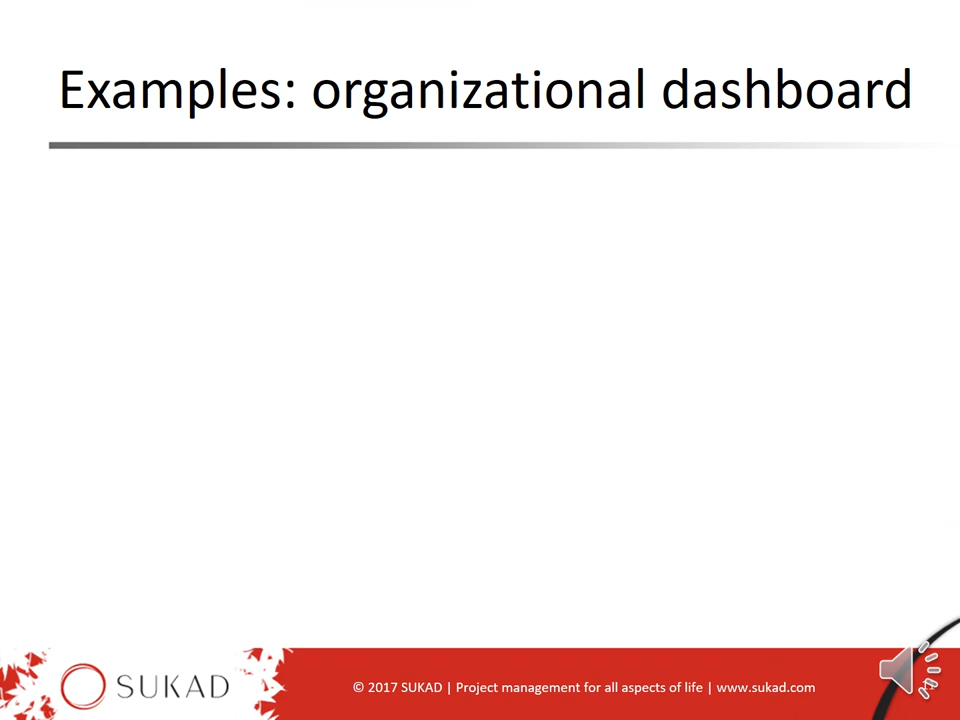 Examples: organizational dashboard
SUKAD
© 2017 SUKAD | Project management for all aspects of life | www.sukad.com